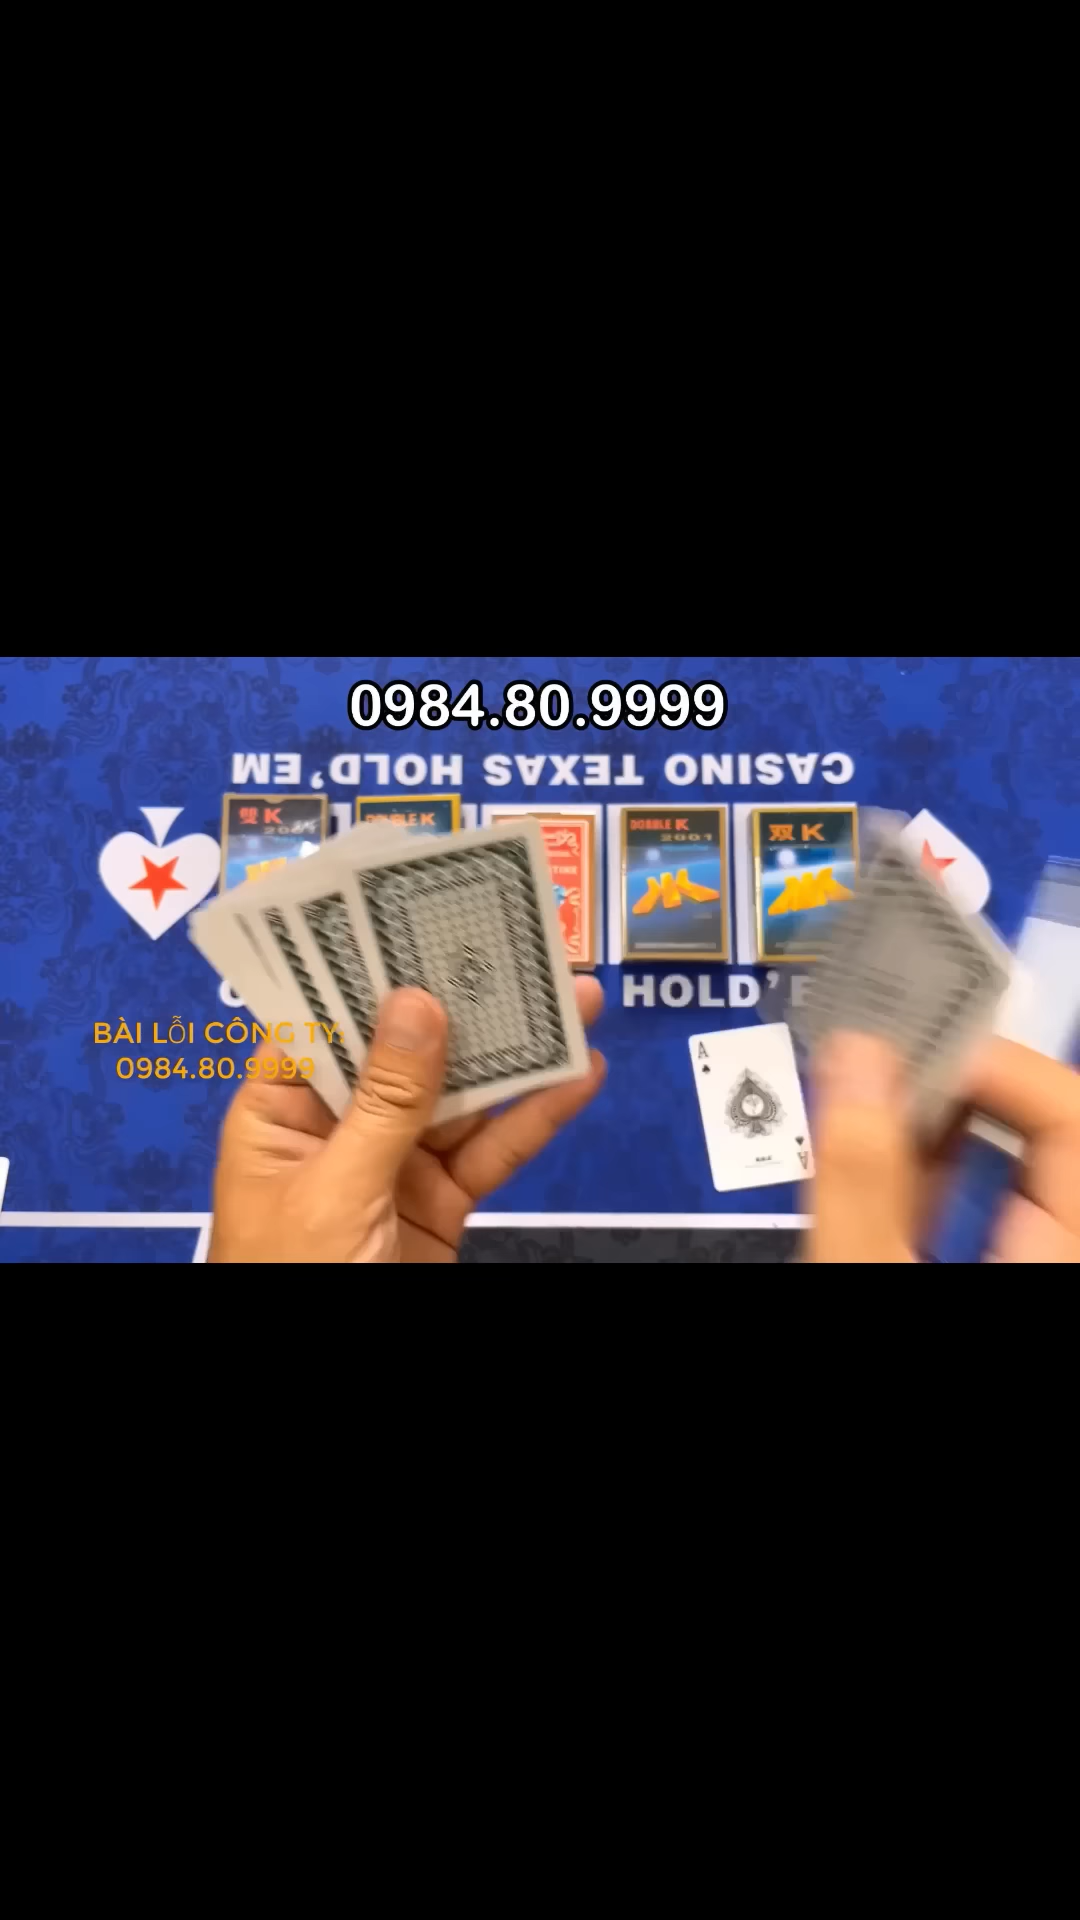 0984.80.9999
CASINO TEXAS HOLD'EM
雙 K
DOUBLE K
DOUBLE K
2001
双 K
HOLD'E
BÀI LỖI CÔNG TY:
0984.80.9999
A
A